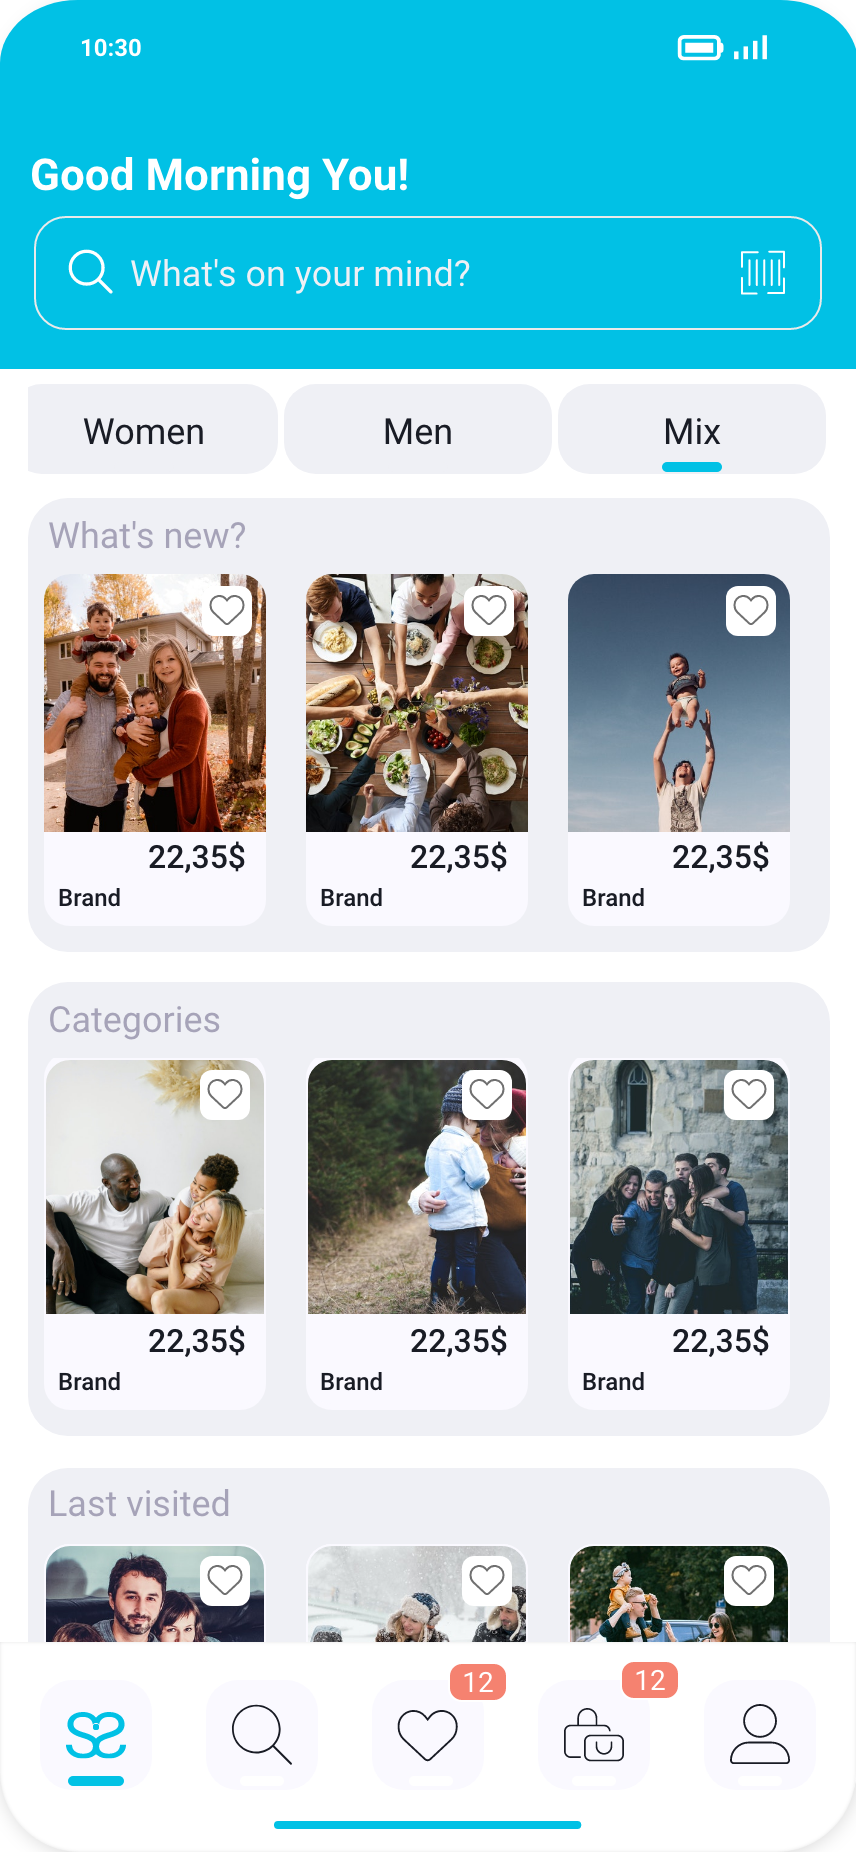 10:30
Good Morning You!
What's on your mind?
Women Men Mix
What's new?
22,35$ 22,35$ 22,35$
Brand Brand Brand
Categories
22,35$ 22,35$ 22,35$
Brand Brand Brand
Last visited
12 12